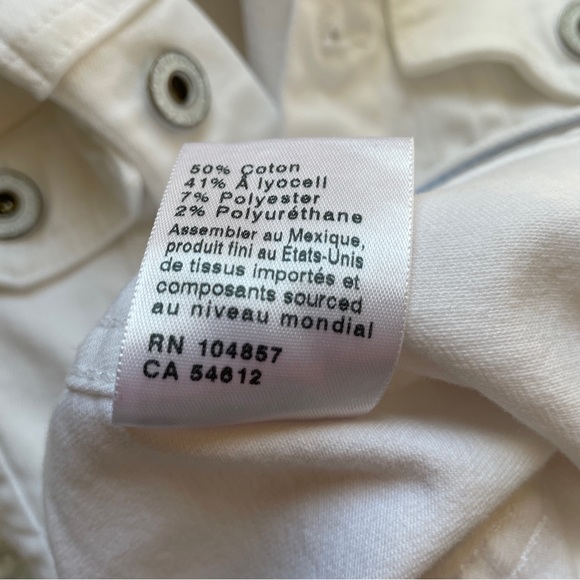 50% Coton
41% A lyocell
7% Polyester
2% Polyuréthane
Assembler au Mexique,
produit fini au Etats-Unis
de tissus importés et
composants sourced
au niveau mondial
RN 104857
CA 54612